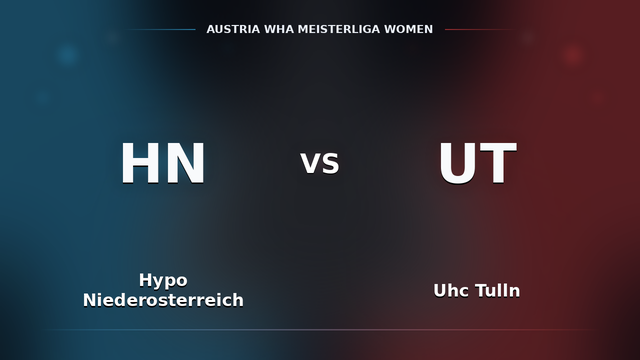 AUSTRIA WHA MEISTERLIGA WOMEN
HN
VS
UT
Hypo
Niederosterreich
Uhc Tulln